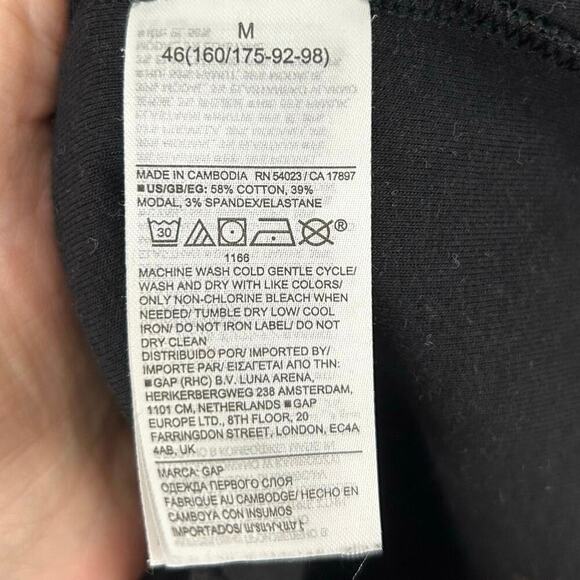 M
46(160/175-92-98)
MADE IN CAMBODIA RN 54023 / CA 17897
■ US/GB/EG: 58% COTTON, 39%
MODAL, 3% SPANDEX/ELASTANE
30 ®
1166
MACHINE WASH COLD GENTLE CYCLE/
WASH AND DRY WITH LIKE COLORS/
ONLY NON-CHLORINE BLEACH WHEN
NEEDED/ TUMBLE DRY LOW/ COOL
IRON/ DO NOT IRON LABEL/ DO NOT
DRY CLEAN
DISTRIBUIDO POR/ IMPORTED BY/
IMPORTE PAR/ ΕΙΣΑΓΕΤΑΙ ΑΠΟ ΤΗΝ:
■ GAP (RHC) B.V. LUNA ARENA,
HERIKERBERGWEG 238 AMSTERDAM,
1101 CM, NETHERLANDS ■ GAP
EUROPE LTD., 8TH FLOOR, 20
FARRINGDON STREET, LONDON, EC4A
4AB, UK
MARCA: GAP
ОДЕЖДА ПЕРВОГО СЛОЯ
FABRIQUE AU CAMBODGE/ HECHO EN
CAMBOYA CON INSUMOS
IMPORTADOS/